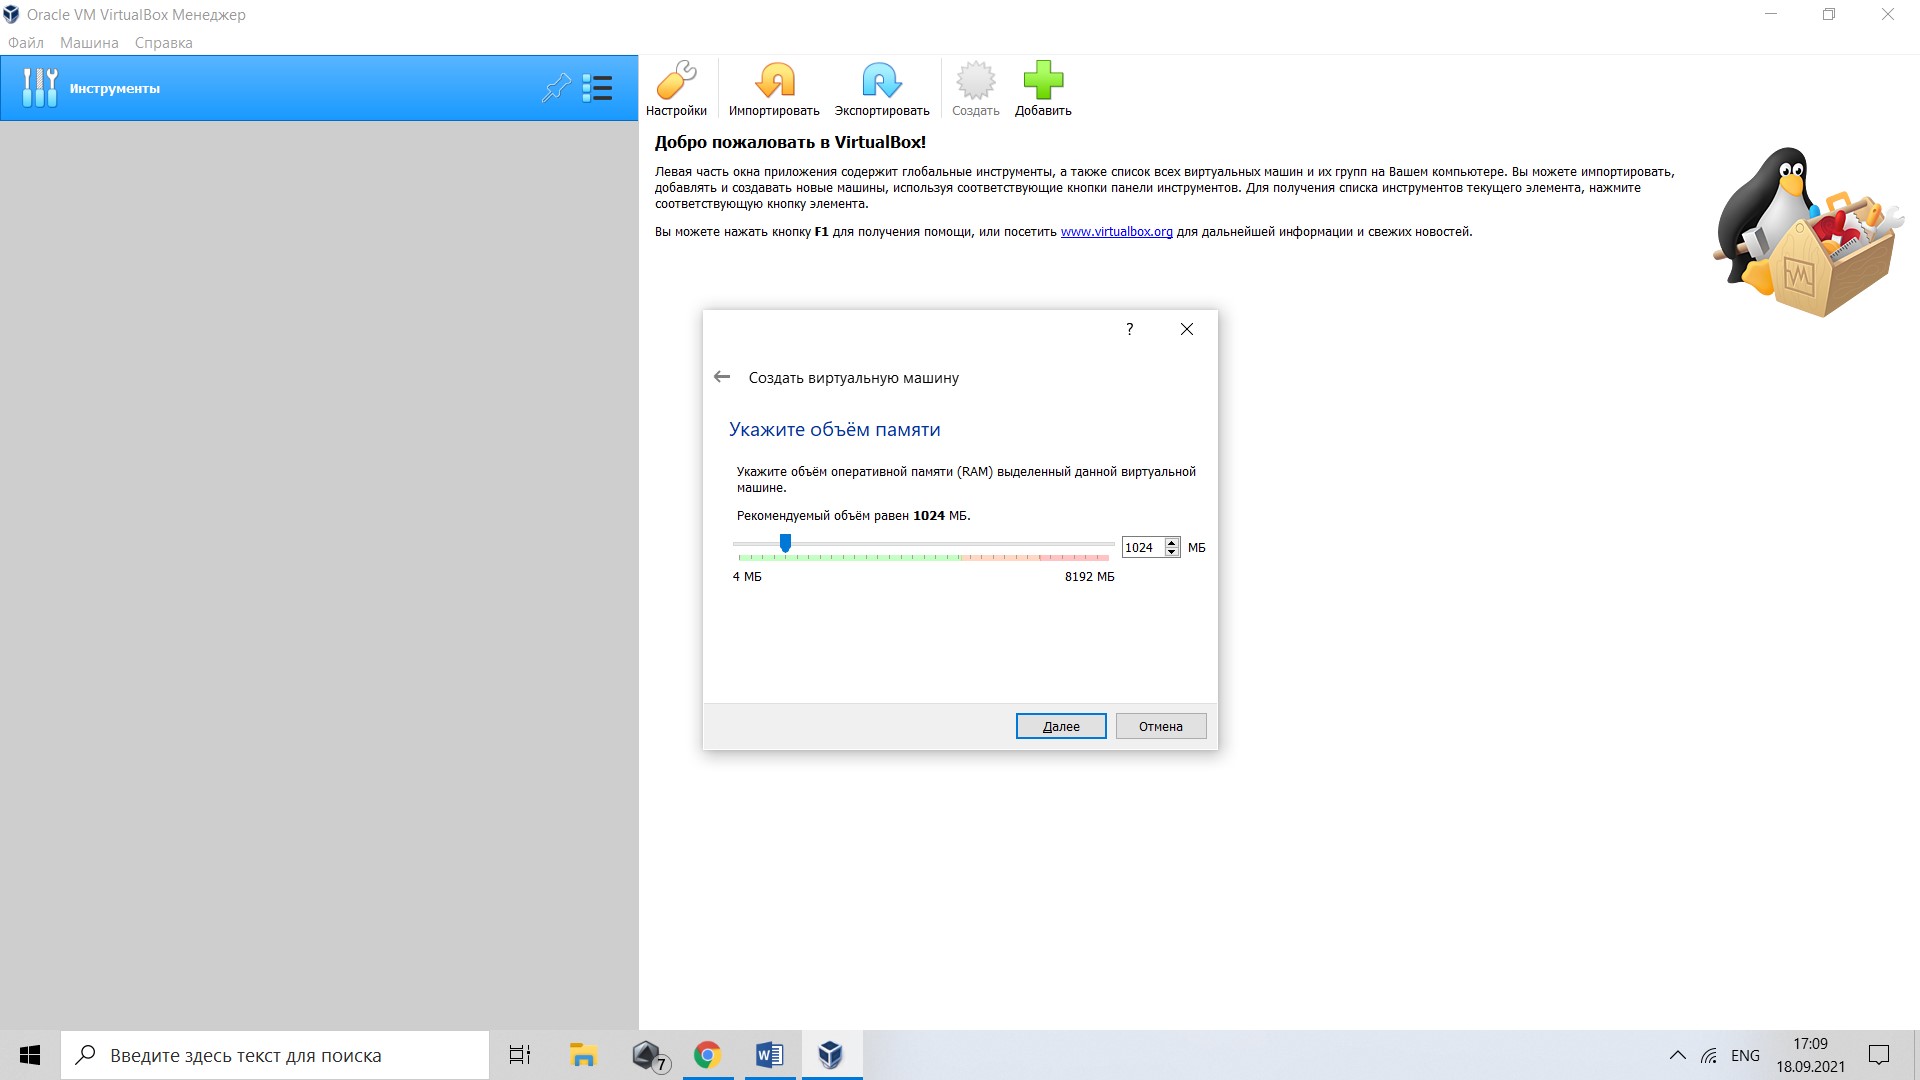 Oracle VM VirtualBox Менеджер
Файл Машина Справка
Инструменты
Настройки Импортировать Экспортировать Создать Добавить
Добро пожаловать в VirtualBox!
Левая часть окна приложения содержит глобальные инструменты, а также список всех виртуальных машин и их групп на Вашем компьютере. Вы можете импортировать,
добавлять и создавать новые машины, используя соответствующие кнопки панели инструментов. Для получения списка инструментов текущего элемента, нажмите
соответствующую кнопку элемента.
Вы можете нажать кнопку F1 для получения помощи, или посетить www.virtualbox.org для дальнейшей информации и свежих новостей.
?
Создать виртуальную машину
Укажите объём памяти
Укажите объём оперативной памяти (RAM) выделенный данной виртуальной
машине.
Рекомендуемый объём равен 1024 МБ.
1024 МБ
4 МБ 8192 МБ
Далее Отмена
Введите здесь текст для поиска
7
ENG
17:09
18.09.2021